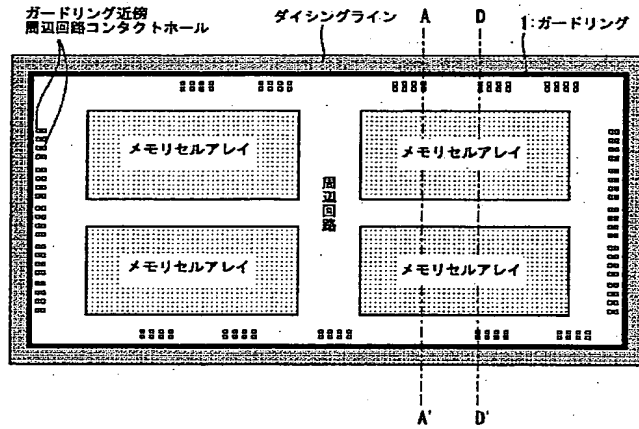 ガードリング近傍
周辺回路コンタクトホール
ダイシングライン
A
D
1:ガードリング
メモリセルアレイ
メモリセルアレイ
周辺回路
メモリセルアレイ
メモリセルアレイ
A'
D'